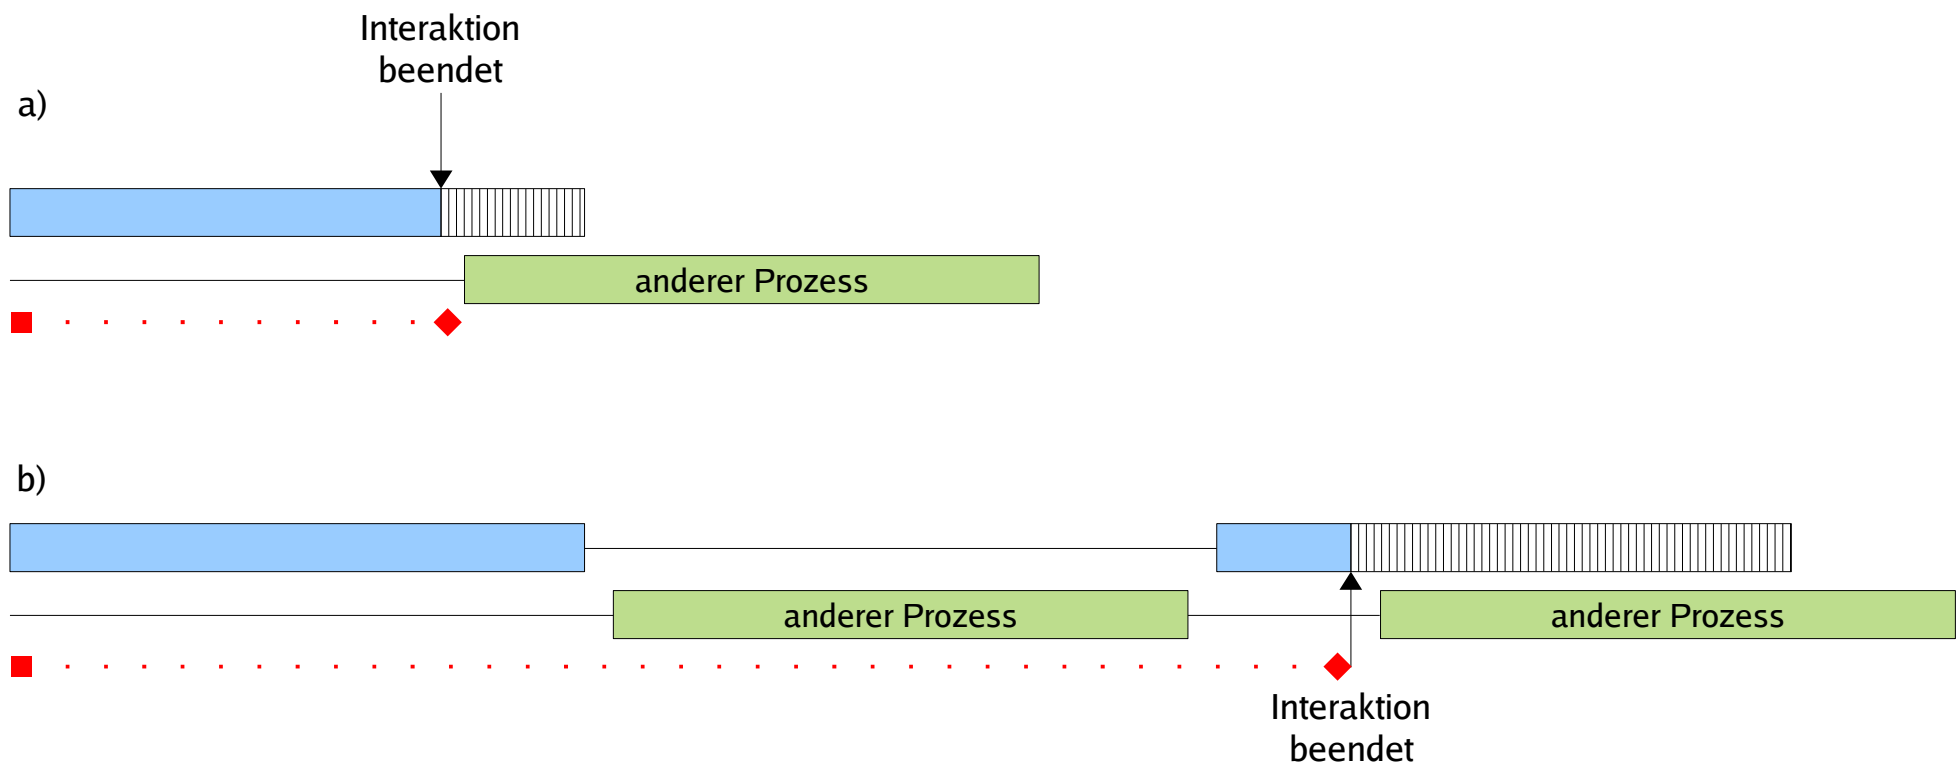 Interaktion
beendet
a)
anderer Prozess
b)
anderer Prozess
anderer Prozess
Interaktion
beendet